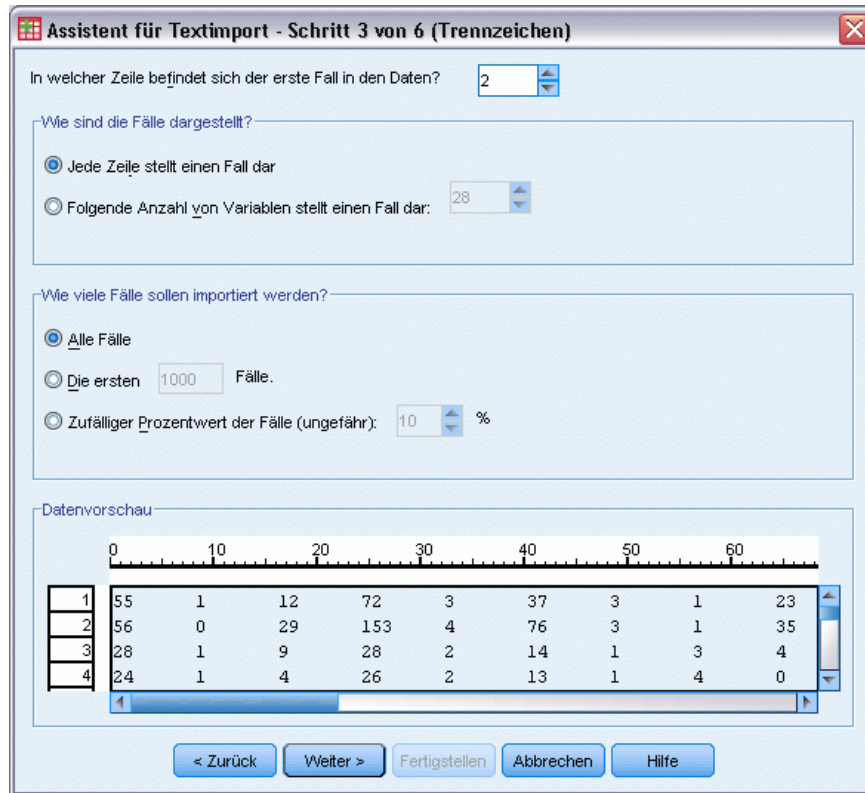 Assistent für Textimport - Schritt 3 von 6 (Trennzeichen)
In welcher Zeile befindet sich der erste Fall in den Daten? 2
Wie sind die Fälle dargestellt?
Jede Zeile stellt einen Fall dar
Folgende Anzahl von Variablen stellt einen Fall dar: 28
Wie viele Fälle sollen importiert werden?
Alle Fälle
Die ersten 1000 Fälle.
Zufälliger Prozentwert der Fälle (ungefähr): 10 %
Datenvorschau
0 10 20 30 40 50 60
1 55 1 12 72 3 37 3 1 23
2 56 0 29 153 4 76 3 1 35
3 28 1 9 28 2 14 1 3 4
4 24 1 4 26 2 13 1 4 0
< Zurück Weiter > Fertigstellen Abbrechen Hilfe